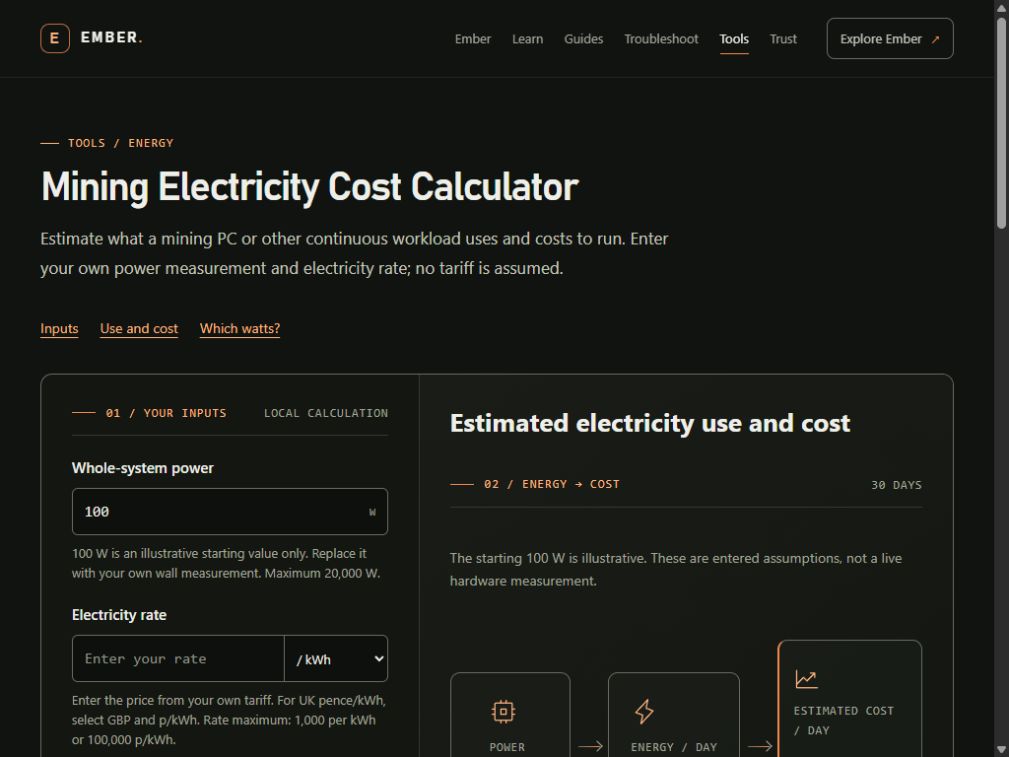 E EMBER.
Ember Learn Guides Troubleshoot Tools Trust Explore Ember ↗
TOOLS / ENERGY
Mining Electricity Cost Calculator
Estimate what a mining PC or other continuous workload uses and costs to run. Enter
your own power measurement and electricity rate; no tariff is assumed.
Inputs Use and cost Which watts?
01 / YOUR INPUTS LOCAL CALCULATION
Whole-system power
100 W
100 W is an illustrative starting value only. Replace it
with your own wall measurement. Maximum 20,000 W.
Electricity rate
Enter your rate / kWh
Enter the price from your own tariff. For UK pence/kWh,
select GBP and p/kWh. Rate maximum: 1,000 per kWh
or 100,000 p/kWh.
Estimated electricity use and cost
02 / ENERGY → COST 30 DAYS
The starting 100 W is illustrative. These are entered assumptions, not a live
hardware measurement.
POWER
ENERGY / DAY
ESTIMATED COST
/ DAY